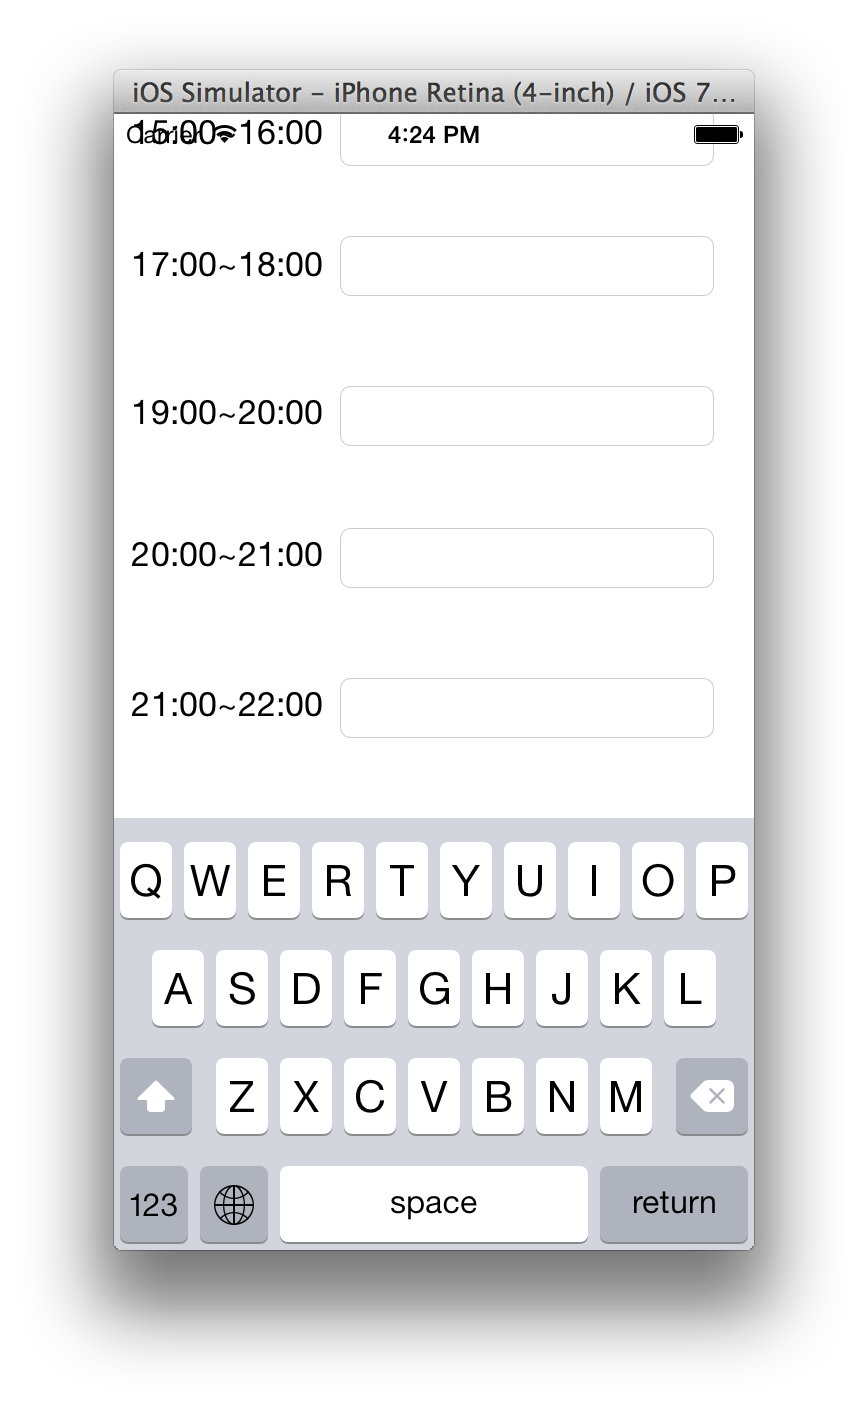 iOS Simulator – iPhone Retina (4-inch) / iOS 7...
Carrier 4:24 PM
15:00~16:00
17:00~18:00
19:00~20:00
20:00~21:00
21:00~22:00
Q W E R T Y U I O P
A S D F G H J K L
Z X C V B N M
123 space return